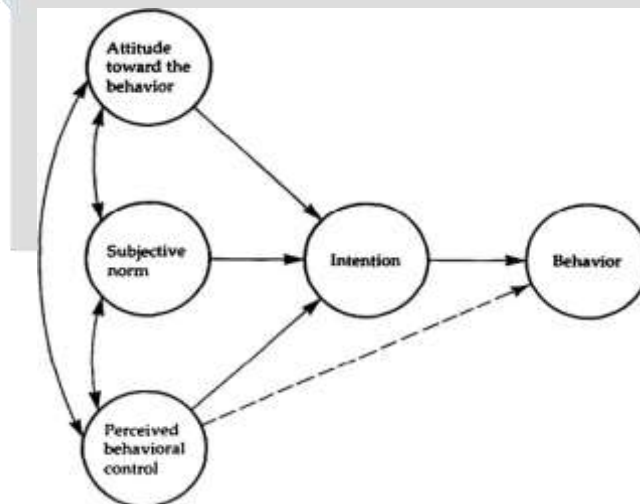 Attitude
toward the
behavior
Subjective
norm
Intention
Behavior
Perceived
behavioral
control